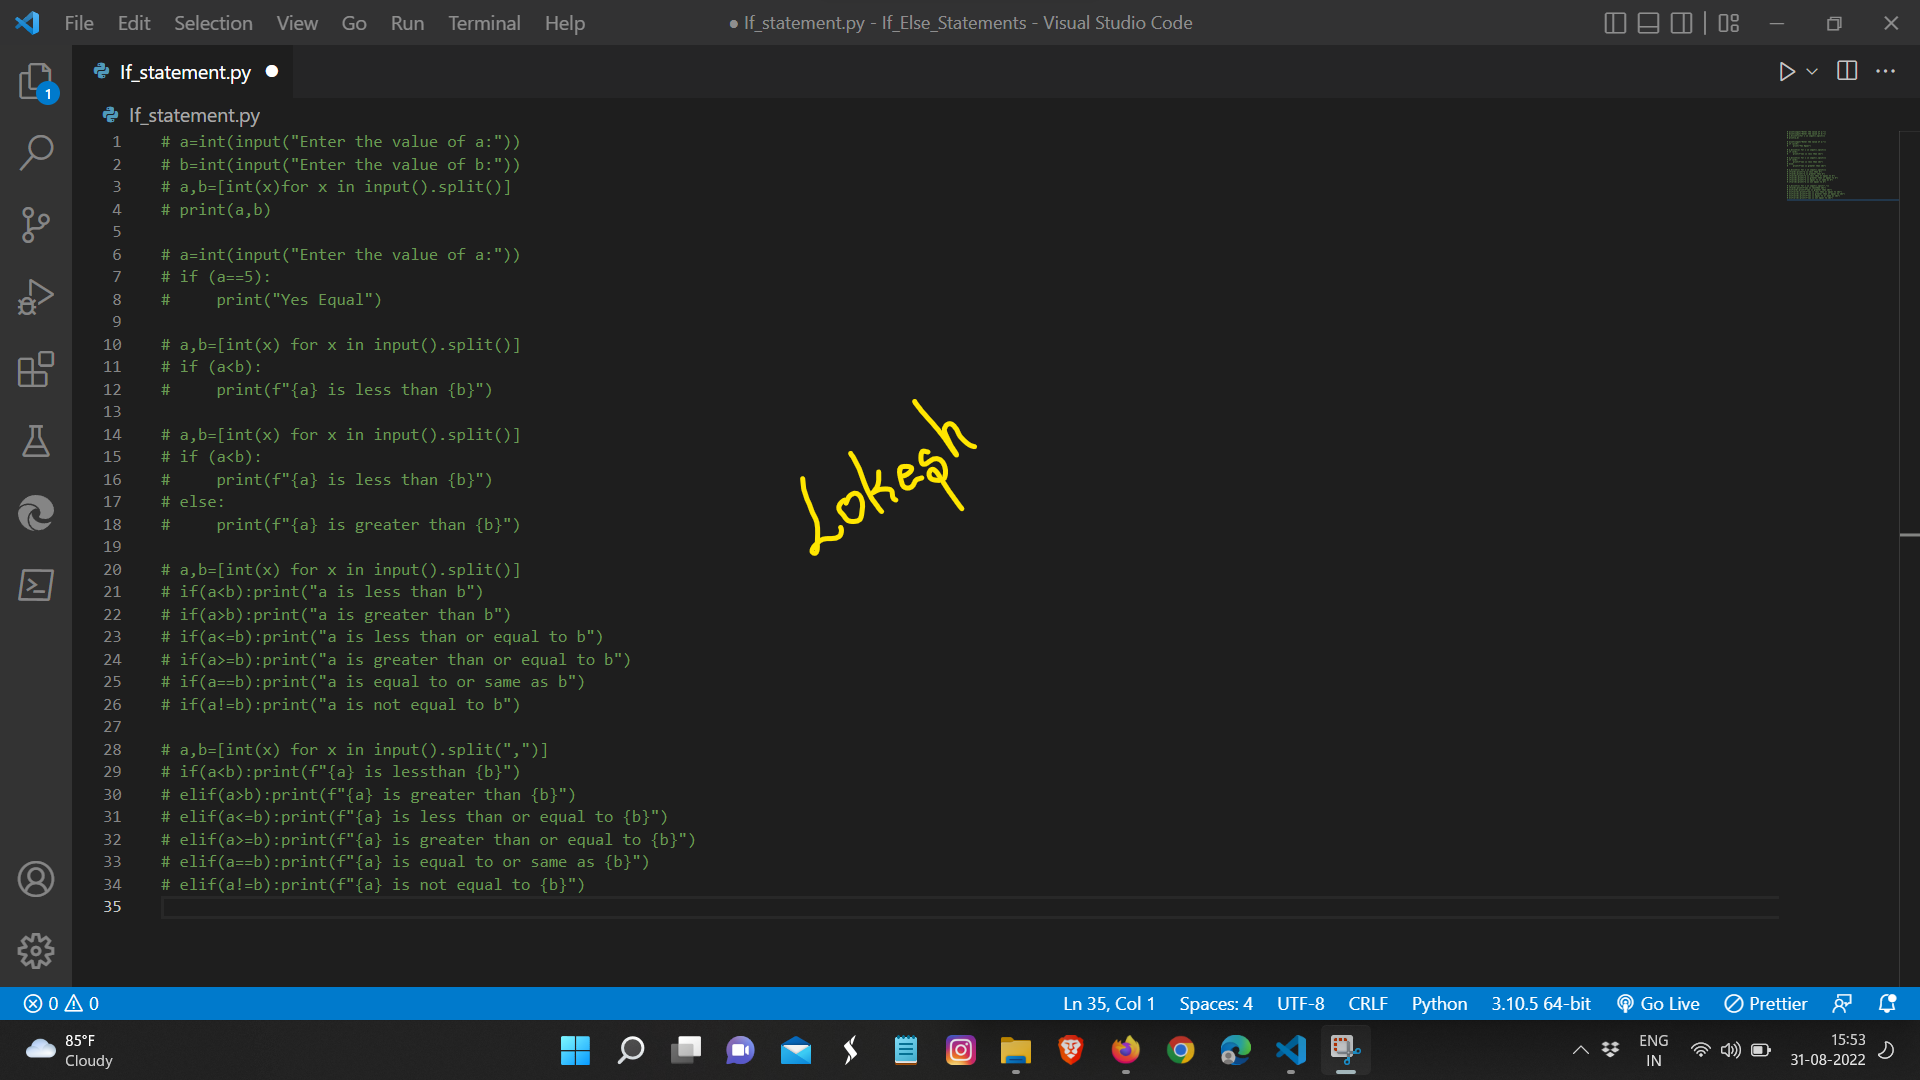 File Edit Selection View Go Run Terminal Help ● If_statement.py - If_Else_Statements - Visual Studio Code
1
If_statement.py ●
If_statement.py
1 # a=int(input("Enter the value of a:"))
2 # b=int(input("Enter the value of b:"))
3 # a,b=[int(x)for x in input().split()]
4 # print(a,b)
5
6 # a=int(input("Enter the value of a:"))
7 # if (a==5):
8 #     print("Yes Equal")
9
10 # a,b=[int(x) for x in input().split()]
11 # if (a<b):
12 #     print(f"{a} is less than {b}")
13
14 # a,b=[int(x) for x in input().split()]
15 # if (a<b):
16 #     print(f"{a} is less than {b}")
17 # else:
18 #     print(f"{a} is greater than {b}")
19
20 # a,b=[int(x) for x in input().split()]
21 # if(a<b):print("a is less than b")
22 # if(a>b):print("a is greater than b")
23 # if(a<=b):print("a is less than or equal to b")
24 # if(a>=b):print("a is greater than or equal to b")
25 # if(a==b):print("a is equal to or same as b")
26 # if(a!=b):print("a is not equal to b")
27
28 # a,b=[int(x) for x in input().split(",")]
29 # if(a<b):print(f"{a} is lessthan {b}")
30 # elif(a>b):print(f"{a} is greater than {b}")
31 # elif(a<=b):print(f"{a} is less than or equal to {b}")
32 # elif(a>=b):print(f"{a} is greater than or equal to {b}")
33 # elif(a==b):print(f"{a} is equal to or same as {b}")
34 # elif(a!=b):print(f"{a} is not equal to {b}")
35
Lokesh
0 0 Ln 35, Col 1 Spaces: 4 UTF-8 CRLF Python 3.10.5 64-bit Go Live Prettier
85°F
Cloudy
ENG
IN
15:53
31-08-2022